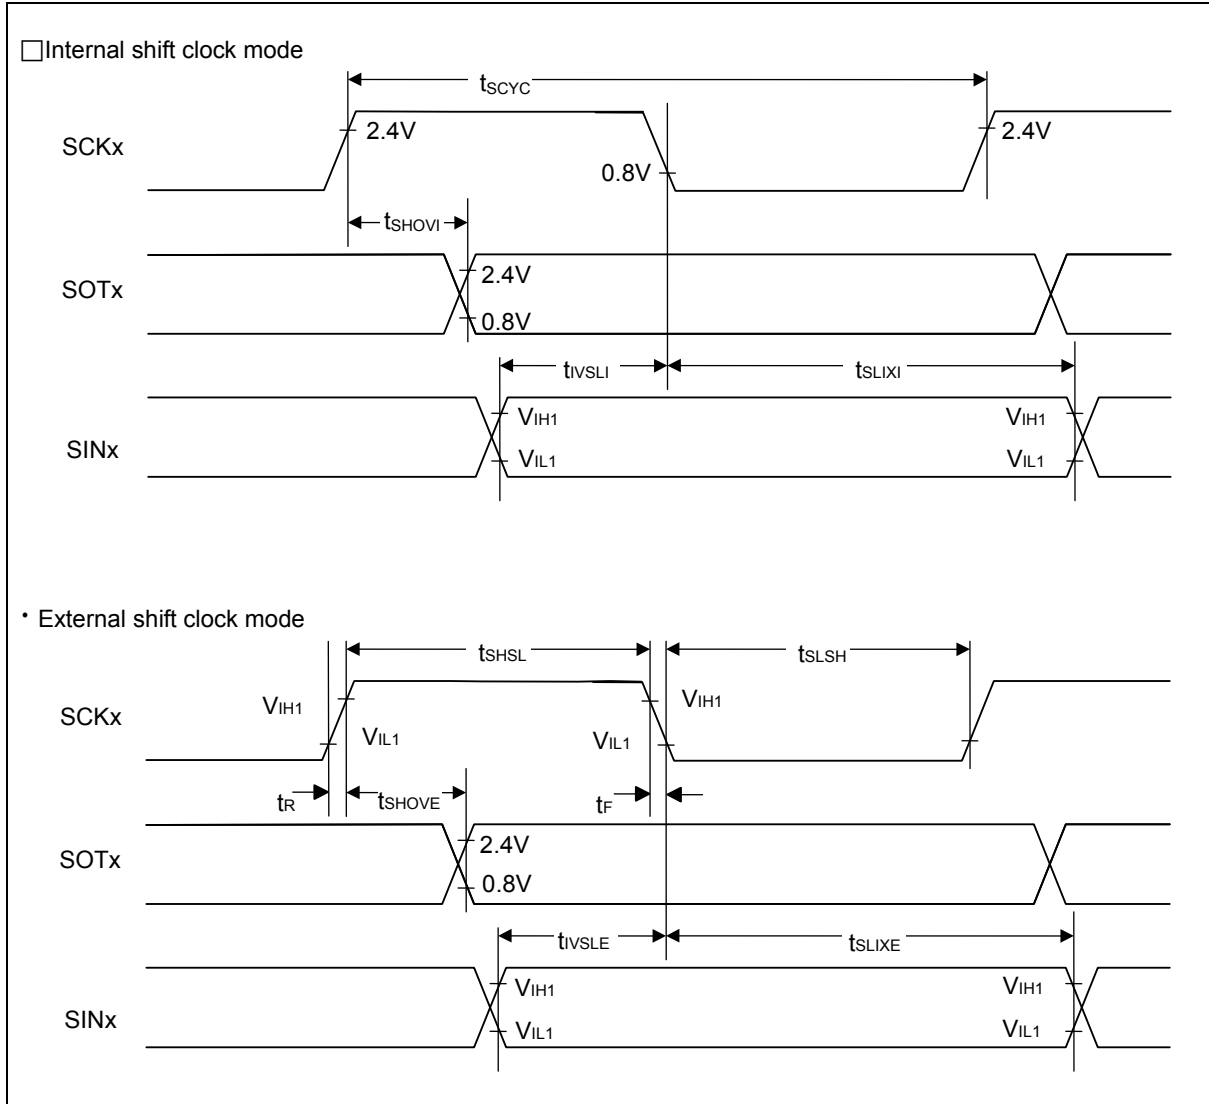 □Internal shift clock mode
tSCYC
SCKx
2.4V
0.8V
2.4V
tSHOVI
SOTx
2.4V
0.8V
tIVSLI
tSLIXI
SINx
VIH1
VIL1
VIH1
VIL1
・External shift clock mode
tSHSL
tSLSH
SCKx
VIH1
VIL1
VIL1
VIH1
tR
tSHOVE
tF
SOTx
2.4V
0.8V
tIVSLE
tSLIXE
SINx
VIH1
VIL1
VIH1
VIL1